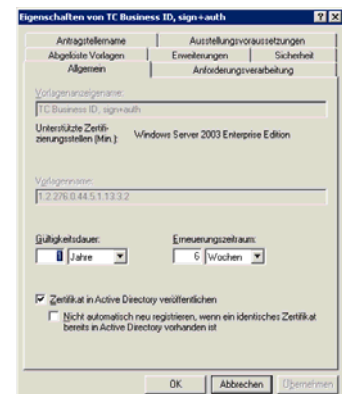 Eigenschaften von TC Business ID, sign+auth
Antragstellername
Ausstellungsvoraussetzungen
Abgelöste Vorlagen
Erweiterungen
Sicherheit
Allgemein
Anforderungsverarbeitung
Vorlagenanzeigename:
TC Business ID, sign+auth
Unterstützte Zertifi-
zierungsstellen (Min.):
Windows Server 2003 Enterprise Edition
Vorlagenname:
1.2.276.0.44.5.1.13.3.2
Gültigkeitsdauer:
Erneuerungszeitraum:
Jahre
6 Wochen
Zertifikat in Active Directory veröffentlichen
Nicht automatisch neu registrieren, wenn ein identisches Zertifikat
bereits in Active Directory vorhanden ist
OK
Abbrechen
Übernehmen